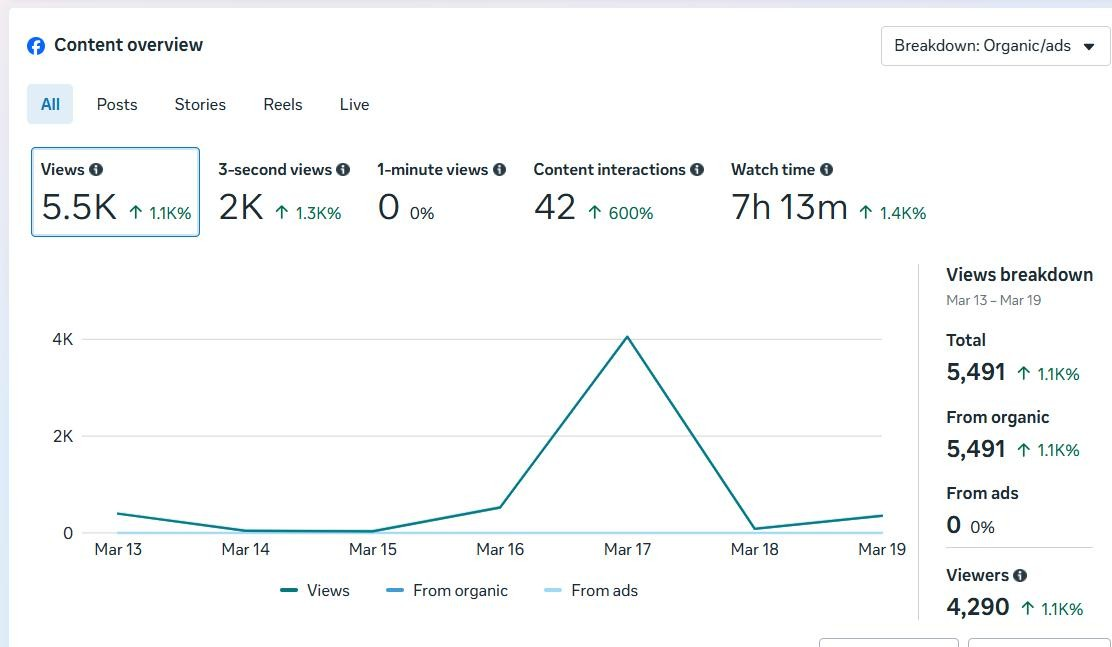 Content overview
Breakdown: Organic/ads
All Posts Stories Reels Live
Views 3-second views 1-minute views Content interactions Watch time
5.5K ↑ 1.1K% 2K ↑ 1.3K% 0 0% 42 ↑ 600% 7h 13m ↑ 1.4K%
4K
2K
0
Mar 13 Mar 14 Mar 15 Mar 16 Mar 17 Mar 18 Mar 19
Views From organic From ads
Views breakdown
Mar 13 – Mar 19
Total
5,491 ↑ 1.1K%
From organic
5,491 ↑ 1.1K%
From ads
0 0%
Viewers
4,290 ↑ 1.1K%